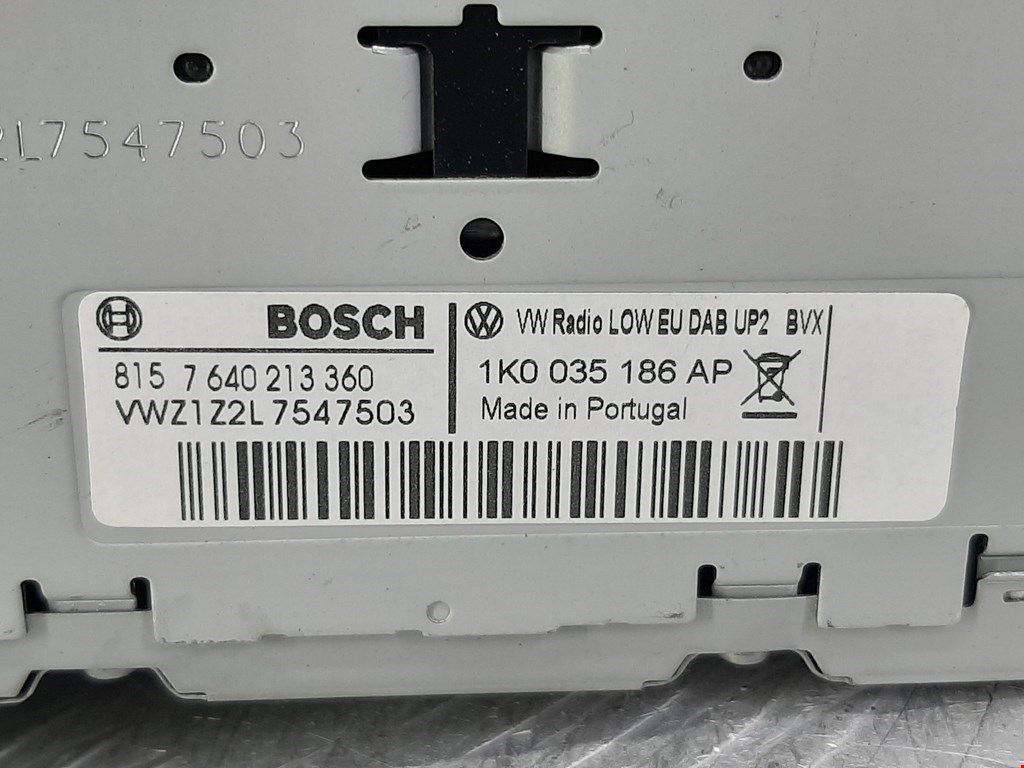 2L7547503
BOSCH
815 7 640 213 360
VWZ1Z2L7547503
VW Radio LOW EU DAB UP2 BVX
1K0 035 186 AP
Made in Portugal